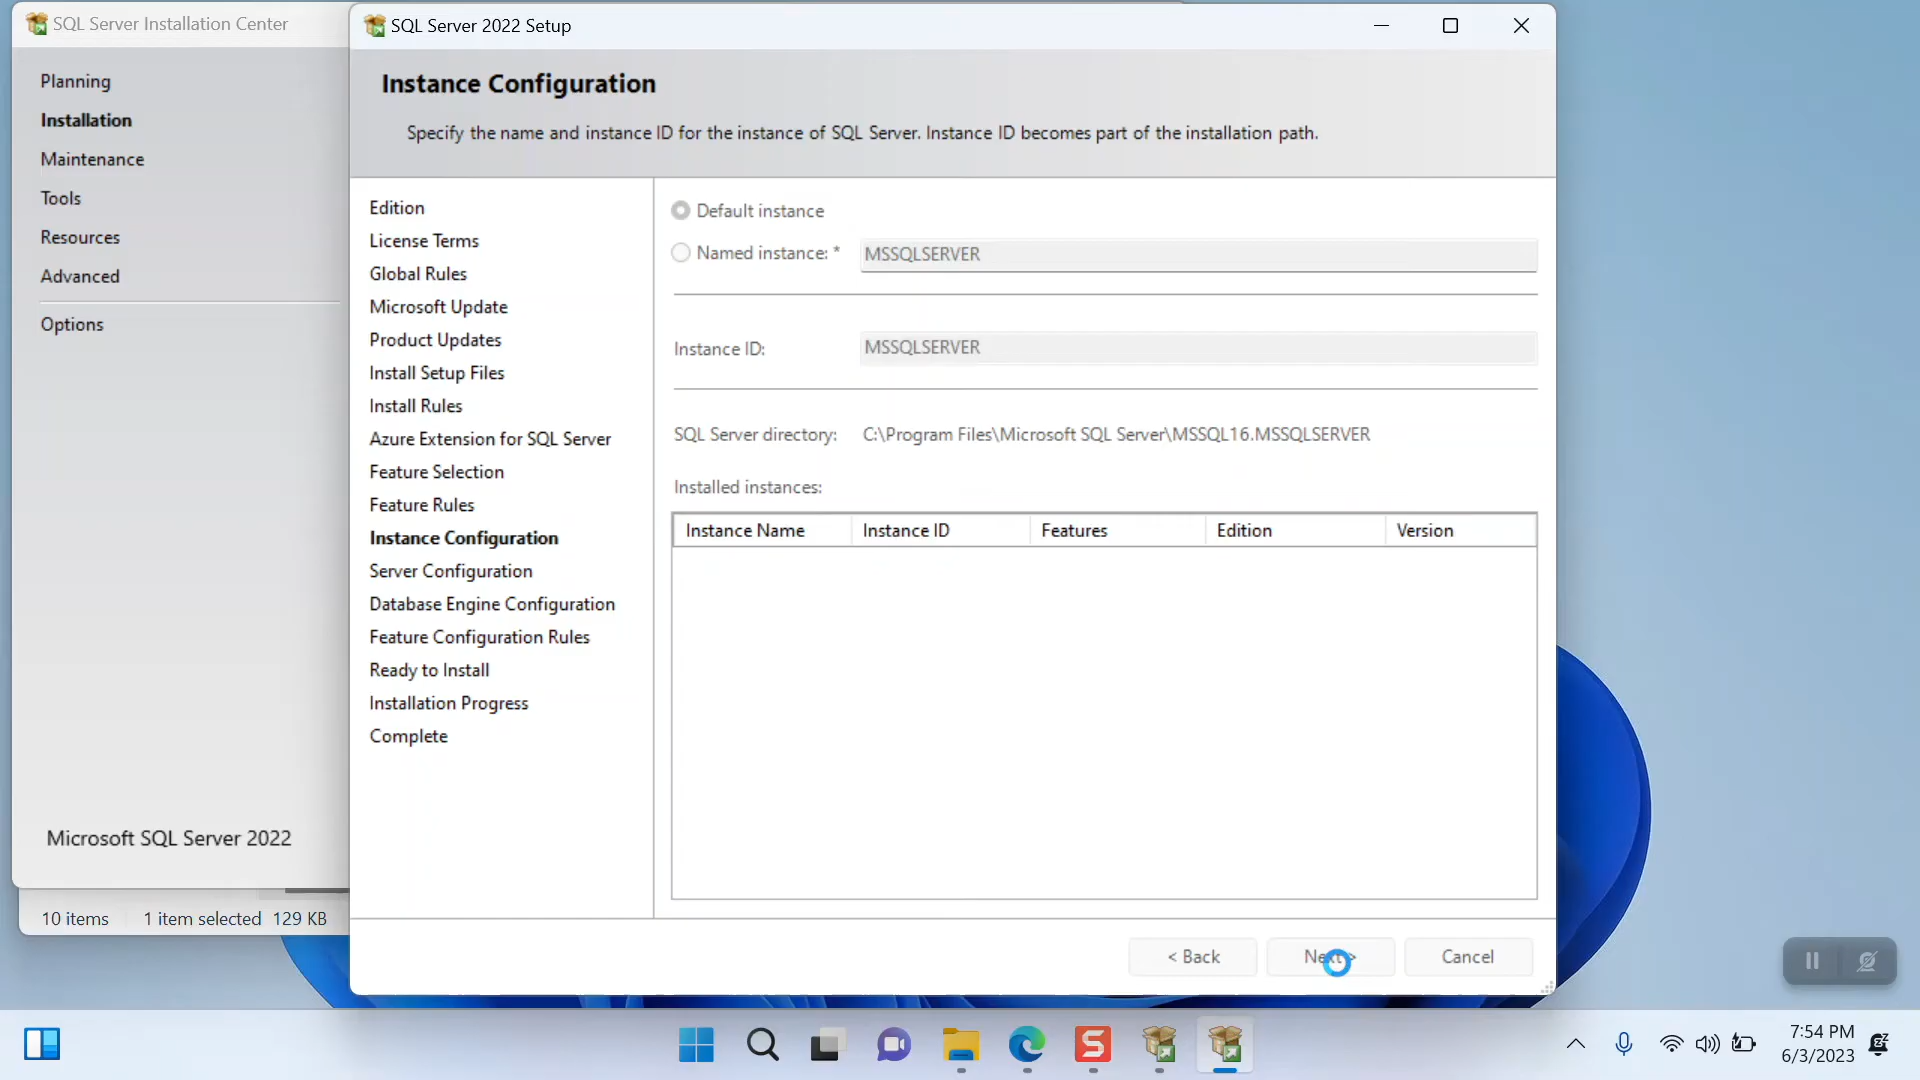 SQL Server Installation Center
Planning
Installation
Maintenance
Tools
Resources
Advanced
Options
Microsoft SQL Server 2022
10 items 1 item selected 129 KB
SQL Server 2022 Setup
Instance Configuration
Specify the name and instance ID for the instance of SQL Server. Instance ID becomes part of the installation path.
Edition
License Terms
Global Rules
Microsoft Update
Product Updates
Install Setup Files
Install Rules
Azure Extension for SQL Server
Feature Selection
Feature Rules
Instance Configuration
Server Configuration
Database Engine Configuration
Feature Configuration Rules
Ready to Install
Installation Progress
Complete
Default instance
Named instance: * MSSQLSERVER
Instance ID: MSSQLSERVER
SQL Server directory: C:\Program Files\Microsoft SQL Server\MSSQL16.MSSQLSERVER
Installed instances:
Instance Name Instance ID Features Edition Version
< Back Next > Cancel
7:54 PM
6/3/2023